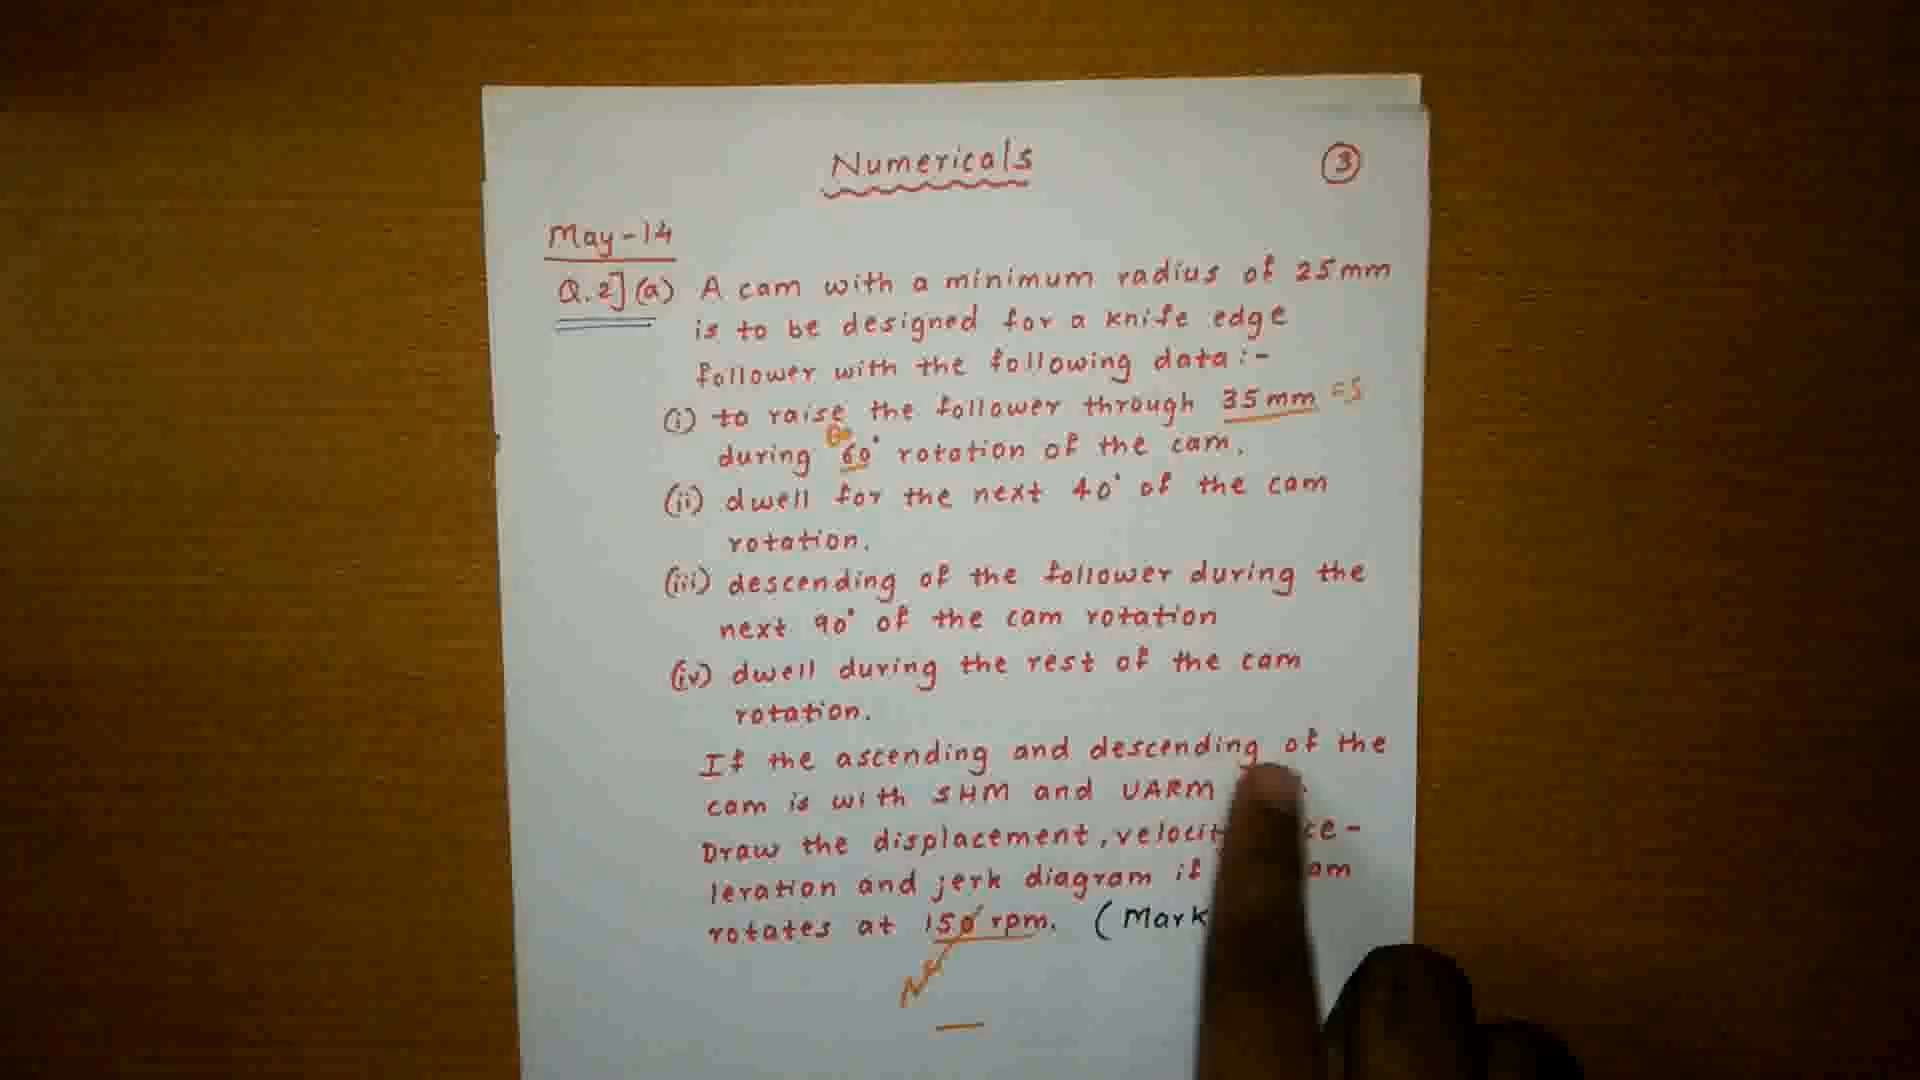 Numericals
3
May-14
Q.2] (a) A cam with a minimum radius of 25mm
is to be designed for a knife edge
follower with the following data:-
(i) to raise the follower through 35mm =S
during 60° rotation of the cam.
(ii) dwell for the next 40° of the cam
rotation.
(iii) descending of the follower during the
next 90° of the cam rotation
(iv) dwell during the rest of the cam
rotation.
If the ascending and descending of the
cam is with SHM and UARM
Draw the displacement, velocit
leration and jerk diagram if
rotates at 150 rpm. (Mark